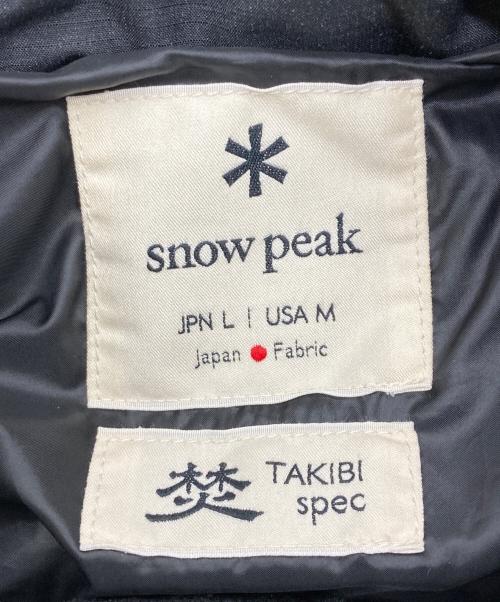 snow peak
JPN L | USA M
Japan ● Fabric
焚 TAKIBI
spec